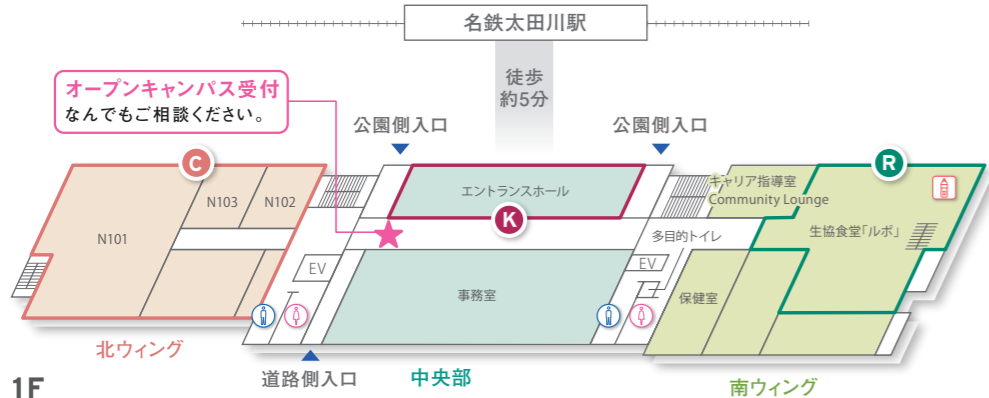 名鉄太田川駅
徒歩
約5分
オープンキャンパス受付
なんでもご相談ください。
公園側入口
公園側入口
C
R
エントランスホール
キャリア指導室
Community Lounge
N103
N102
K
N101
多目的トイレ
生協食堂「ルボ」
EV
EV
事務室
保健室
北ウィング
道路側入口
中央部
南ウィング
1F